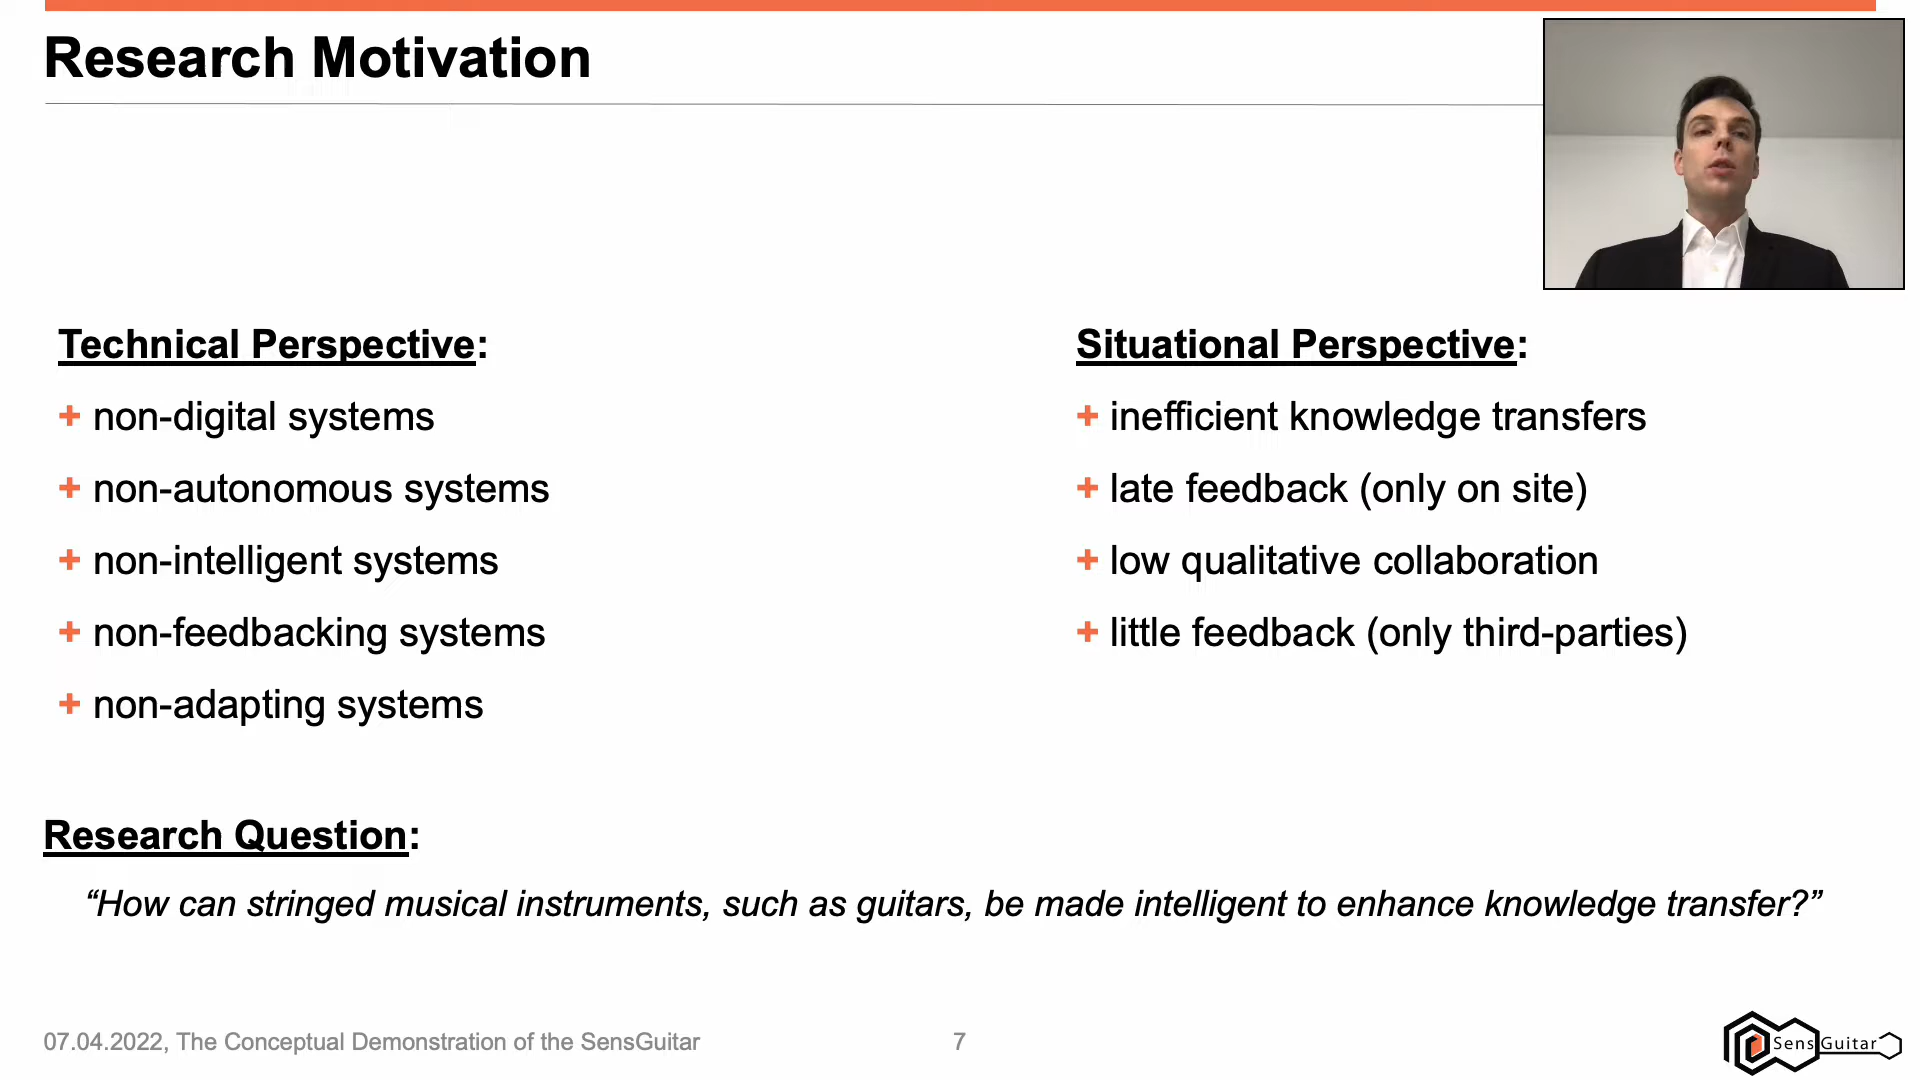 Research Motivation
Technical Perspective:
+ non-digital systems
+ non-autonomous systems
+ non-intelligent systems
+ non-feedbacking systems
+ non-adapting systems
Situational Perspective:
+ inefficient knowledge transfers
+ late feedback (only on site)
+ low qualitative collaboration
+ little feedback (only third-parties)
Research Question:
“How can stringed musical instruments, such as guitars, be made intelligent to enhance knowledge transfer?”
07.04.2022, The Conceptual Demonstration of the SensGuitar
7
Sens Guitar